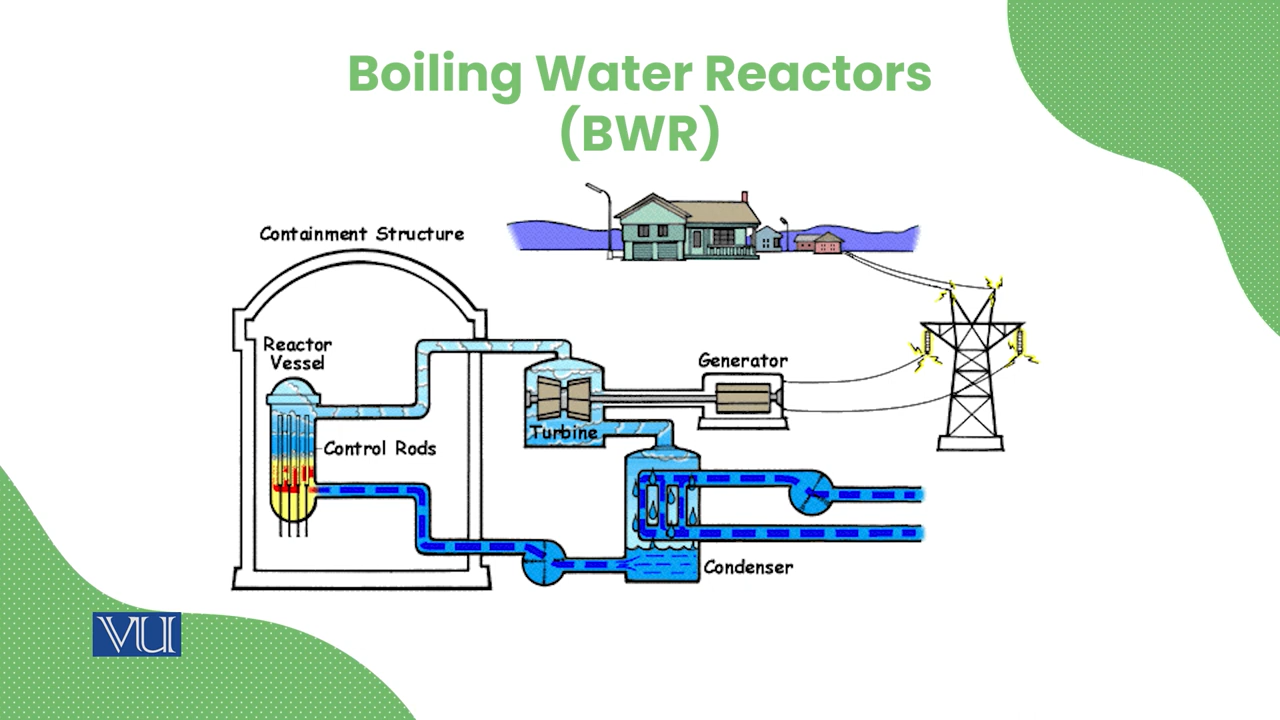 Boiling Water Reactors
(BWR)
Containment Structure
Reactor
Vessel
Generator
Turbine
Control Rods
Condenser
VU